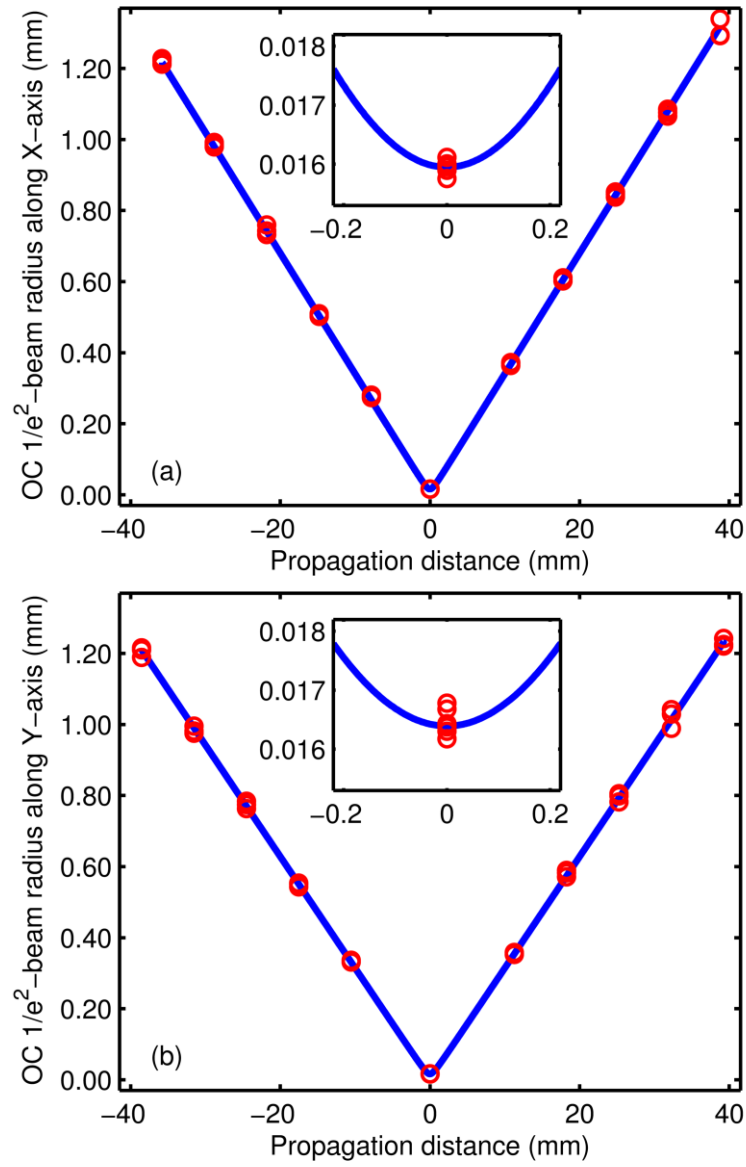 OC 1/e²−beam radius along X−axis (mm)
1.20
1.00
0.80
0.60
0.40
0.20
0.00
0.018
0.017
0.016
−0.2 0 0.2
(a)
−40 −20 0 20 40
Propagation distance (mm)
OC 1/e²−beam radius along Y−axis (mm)
1.20
1.00
0.80
0.60
0.40
0.20
0.00
0.018
0.017
0.016
−0.2 0 0.2
(b)
−40 −20 0 20 40
Propagation distance (mm)